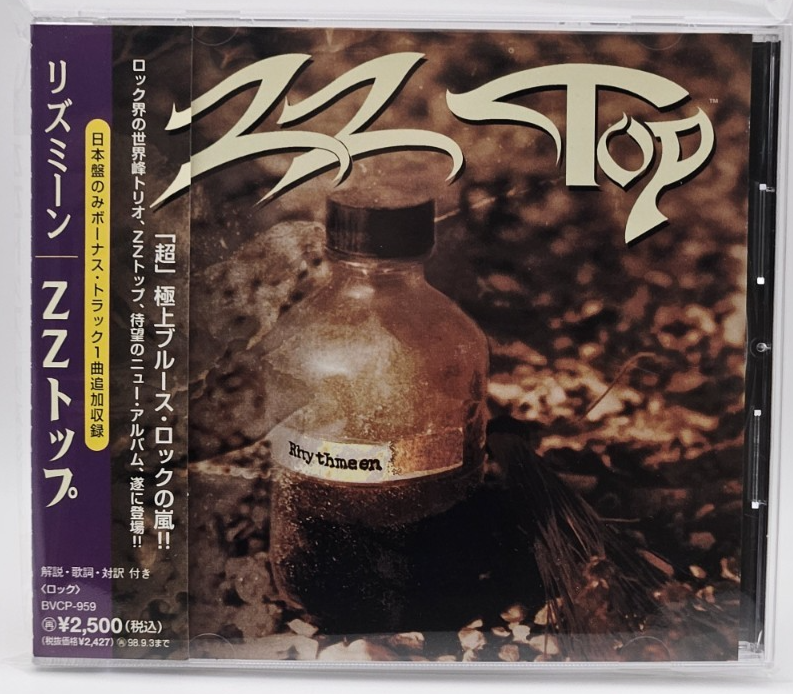 リズミーン｜ZZトップ
日本盤のみボーナス・トラック1曲追加収録
「超」極上ブルース・ロックの嵐!!
ロック界の世界峰トリオ、ZZトップ、待望のニュー・アルバム、遂に登場!!
解説・歌詞・対訳 付き
〈ロック〉
BVCP-959
㊢¥2,500(税込)
(税抜価格¥2,427) ㊢98.9.3まで
ZZ TOP™
Rhythmeen